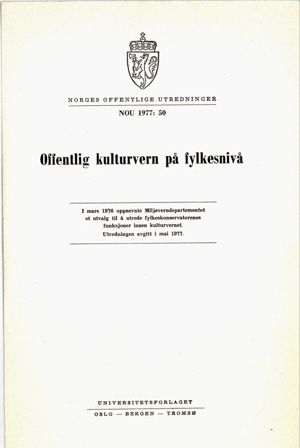 NORGES OFFENTLIGE UTREDNINGER
NOU 1977: 50
Offentlig kulturvern på fylkesnivå
I mars 1976 oppnevnte Miljøverndepartementet
et utvalg til å utrede fylkeskonservatorenes
funksjoner innen kulturvernet.
Utredningen avgitt i mai 1977.
UNIVERSITETSFORLAGET
OSLO — BERGEN — TROMSØ